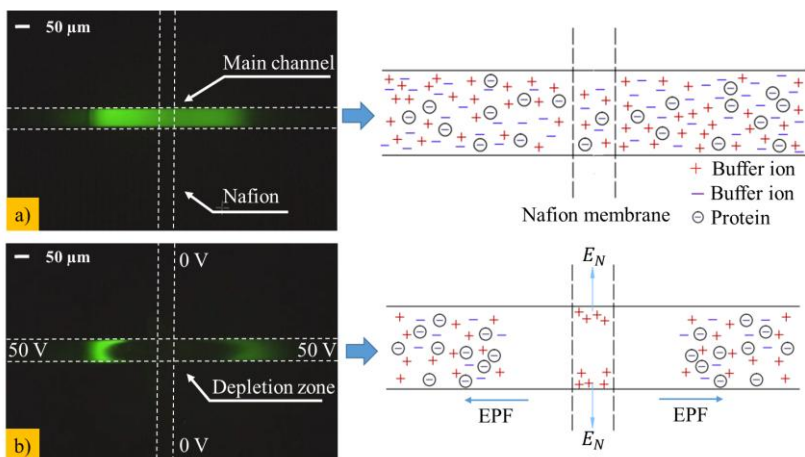 50 µm
Main channel
Nafion
a)
+ Buffer ion
− Buffer ion
⊖ Protein
Nafion membrane
50 µm
0 V
50 V
50 V
Depletion zone
0 V
b)
E_N
EPF
EPF
E_N